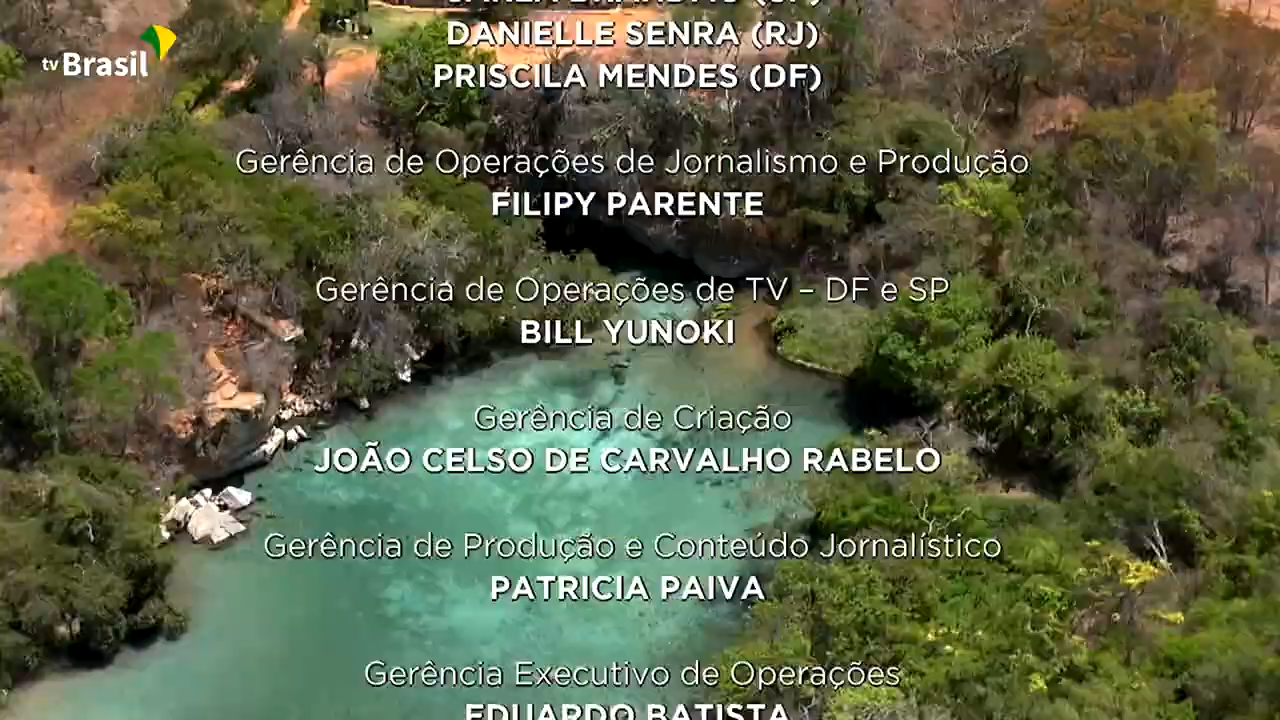 tv Brasil
DANIELLE SENRA (RJ)
PRISCILA MENDES (DF)
Gerência de Operações de Jornalismo e Produção
FILIPY PARENTE
Gerência de Operações de TV – DF e SP
BILL YUNOKI
Gerência de Criação
JOÃO CELSO DE CARVALHO RABELO
Gerência de Produção e Conteúdo Jornalístico
PATRICIA PAIVA
Gerência Executivo de Operações
EDUARDO BATISTA